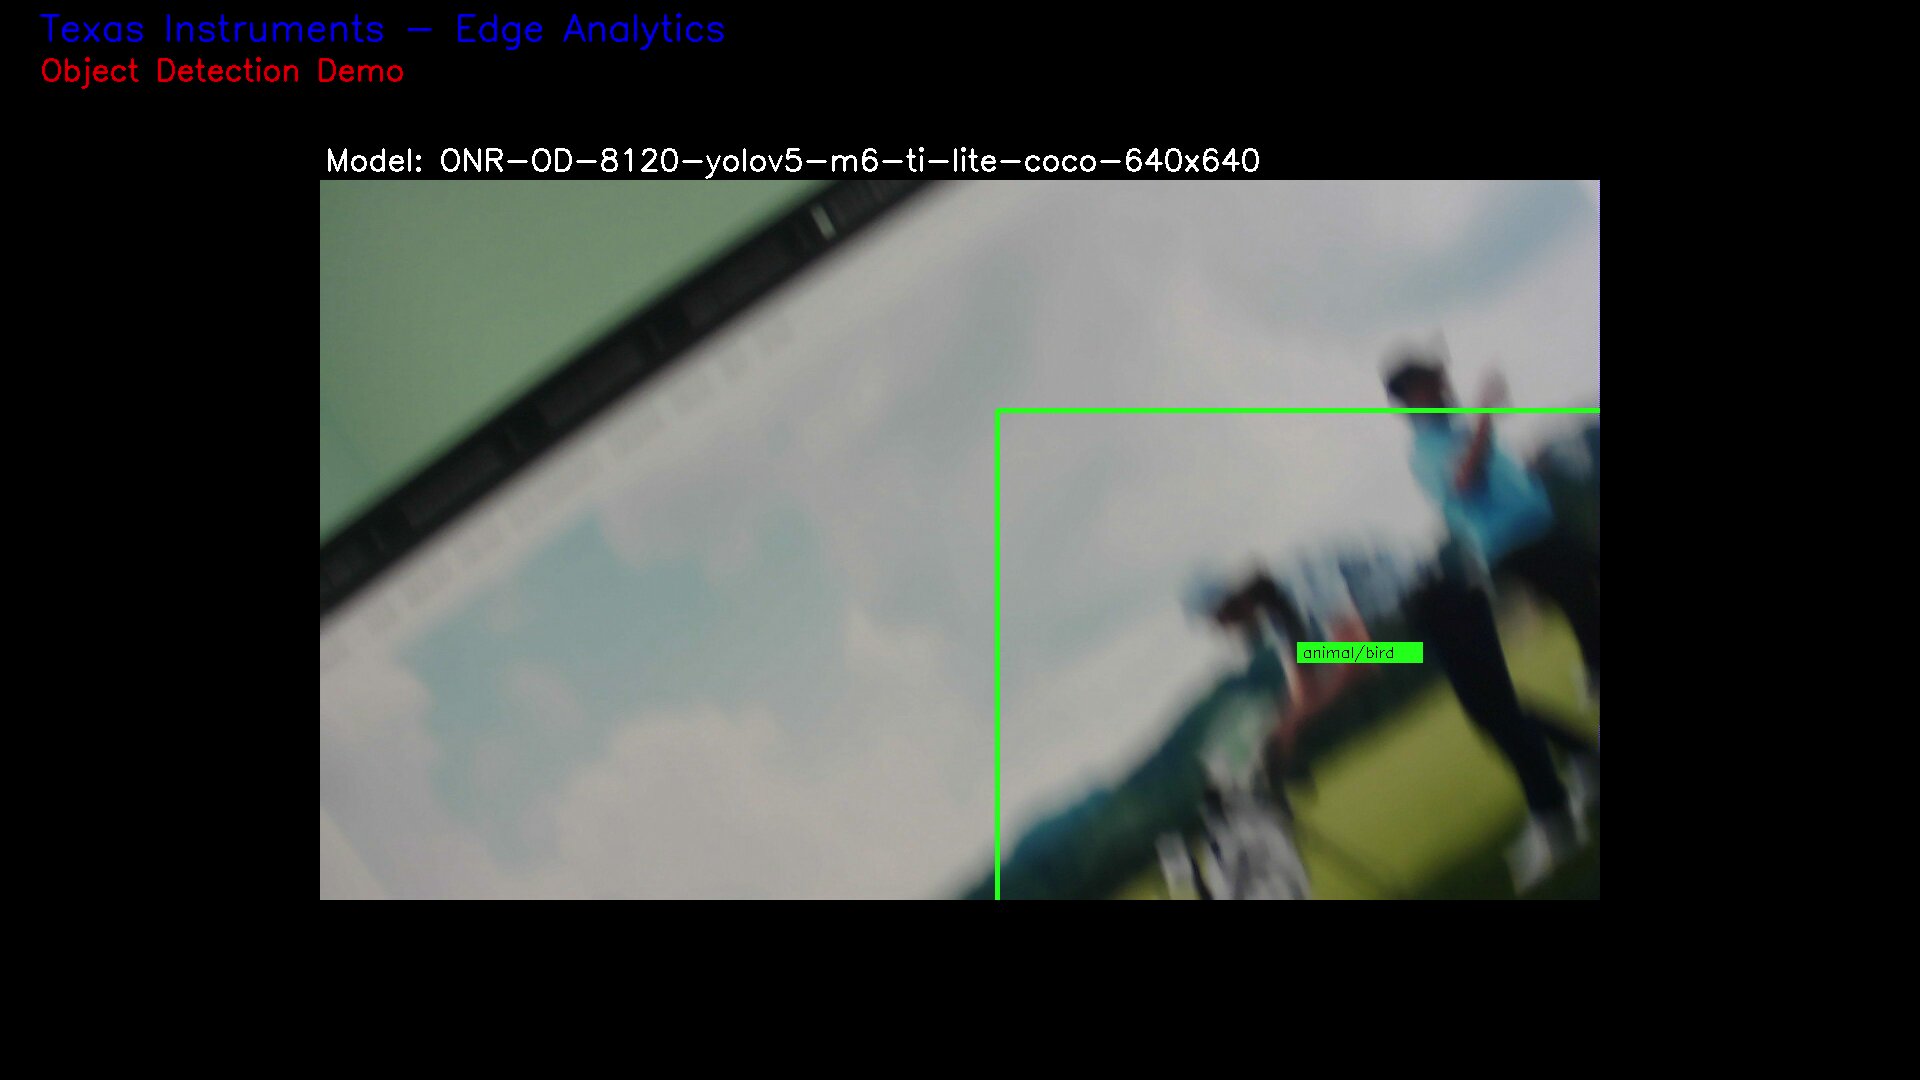 Texas Instruments - Edge Analytics
Object Detection Demo
Model: ONR-OD-8120-yolov5-m6-ti-lite-coco-640x640
animal/bird